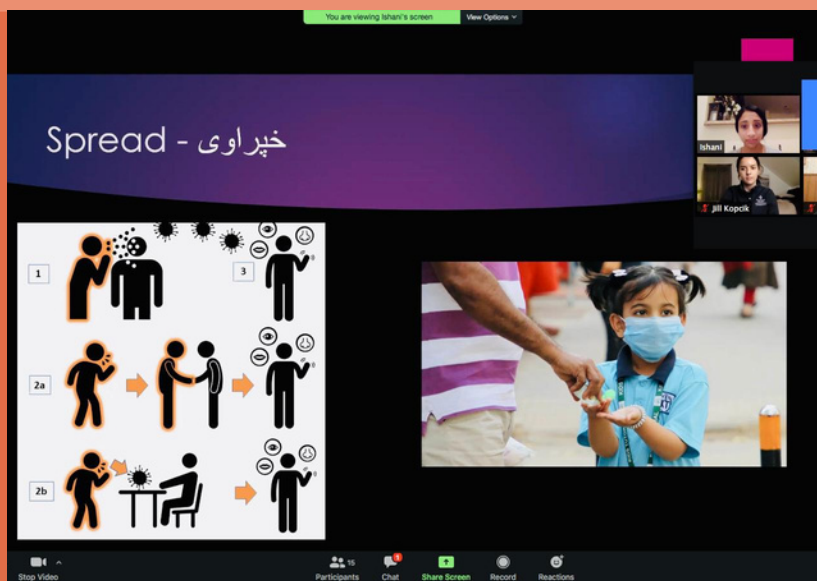 You are viewing Ishani's screen
View Options
Spread - خپراوی
Ishani
Jill Kopcik
1
3
2a
2b
Stop Video
15
Participants
1
Chat
Share Screen
Record
Reactions